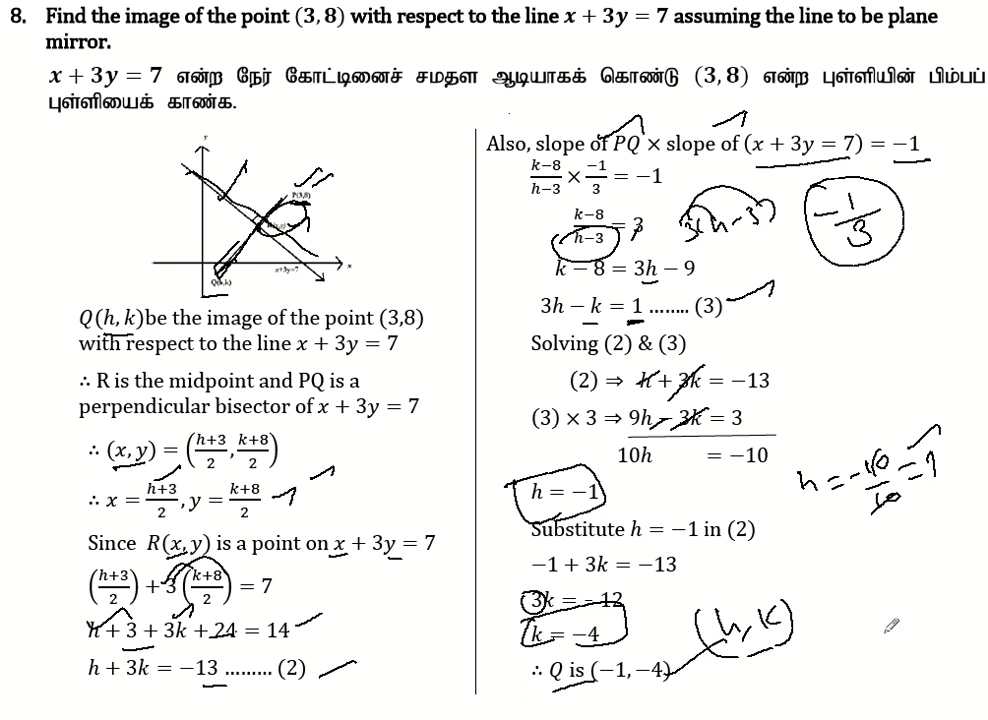 8. Find the image of the point (3, 8) with respect to the line x + 3y = 7 assuming the line to be plane
mirror.
x + 3y = 7 என்ற நேர் கோட்டினைச் சமதள ஆடியாகக் கொண்டு (3, 8) என்ற புள்ளியின் பிம்பப்
புள்ளியைக் காண்க.
Y
P(3,8)
x
x+3y=7
Q(h,k)
Q(h, k)be the image of the point (3,8)
with respect to the line x + 3y = 7
∴ R is the midpoint and PQ is a
perpendicular bisector of x + 3y = 7
∴ (x, y) = (h+3/2, k+8/2)
∴ x = h+3/2, y = k+8/2
Since R(x, y) is a point on x + 3y = 7
(h+3/2) + 3(k+8/2) = 7
h + 3 + 3k + 24 = 14
h + 3k = −13 ......... (2)
Also, slope of PQ × slope of (x + 3y = 7) = −1
k−8/h−3 × −1/3 = −1
k−8/h−3 = 3
3(h-3)
-1/3
k − 8 = 3h − 9
3h − k = 1 ........ (3)
Solving (2) & (3)
(2) ⇒ h + 3k = −13
(3) × 3 ⇒ 9h − 3k = 3
10h = −10
h = -10/10 = 1
h = −1
Substitute h = −1 in (2)
−1 + 3k = −13
3k = −12
k = −4
(h, k)
∴ Q is (−1, −4)